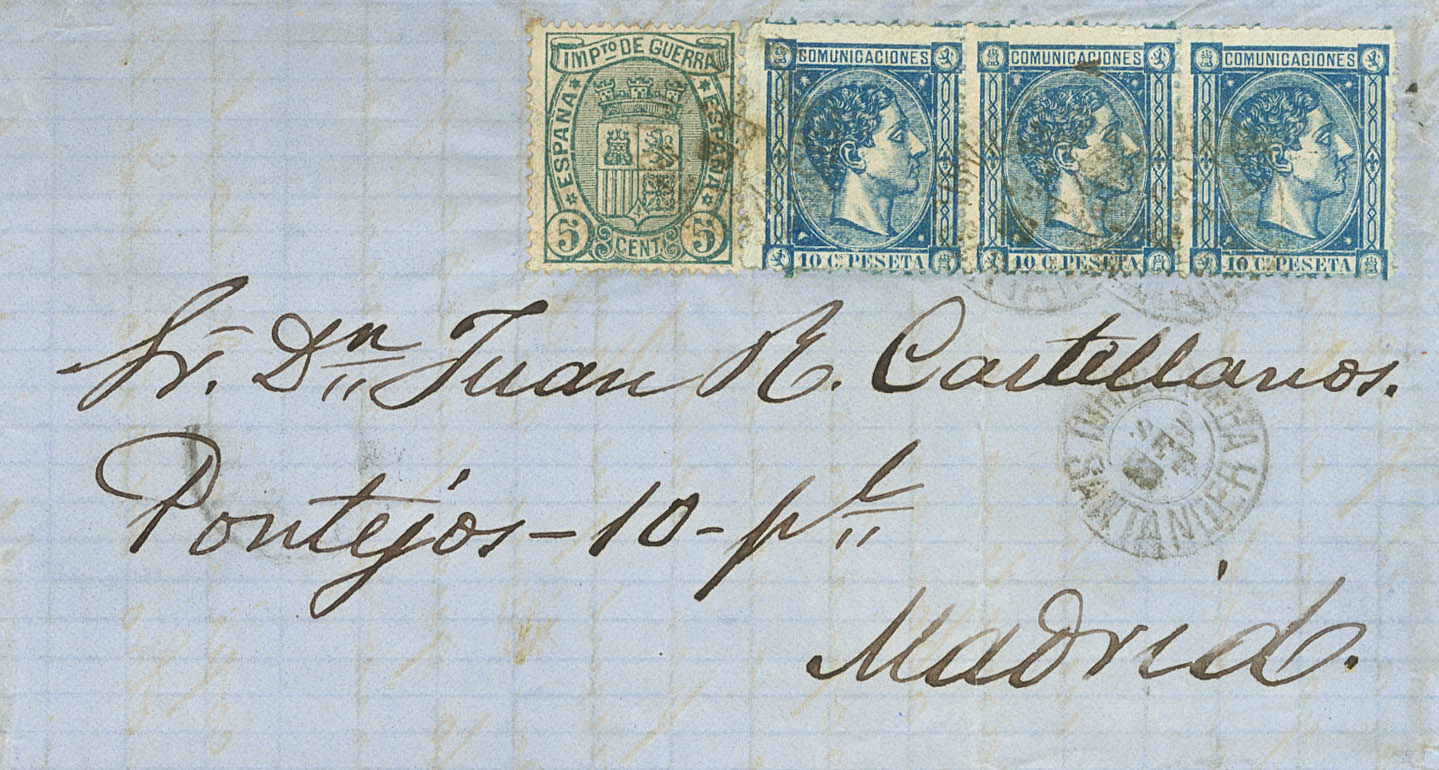 IMPTO DE GUERRA
ESPAÑA
ESPAÑA
5 CENT. 5
COMUNICACIONES
10 C. PESETA
COMUNICACIONES
10 C. PESETA
COMUNICACIONES
10 C. PESETA
Sr. Dn Juan R. Castellanos.
SANTANDER
Pontejos - 10 - pl
Madrid.